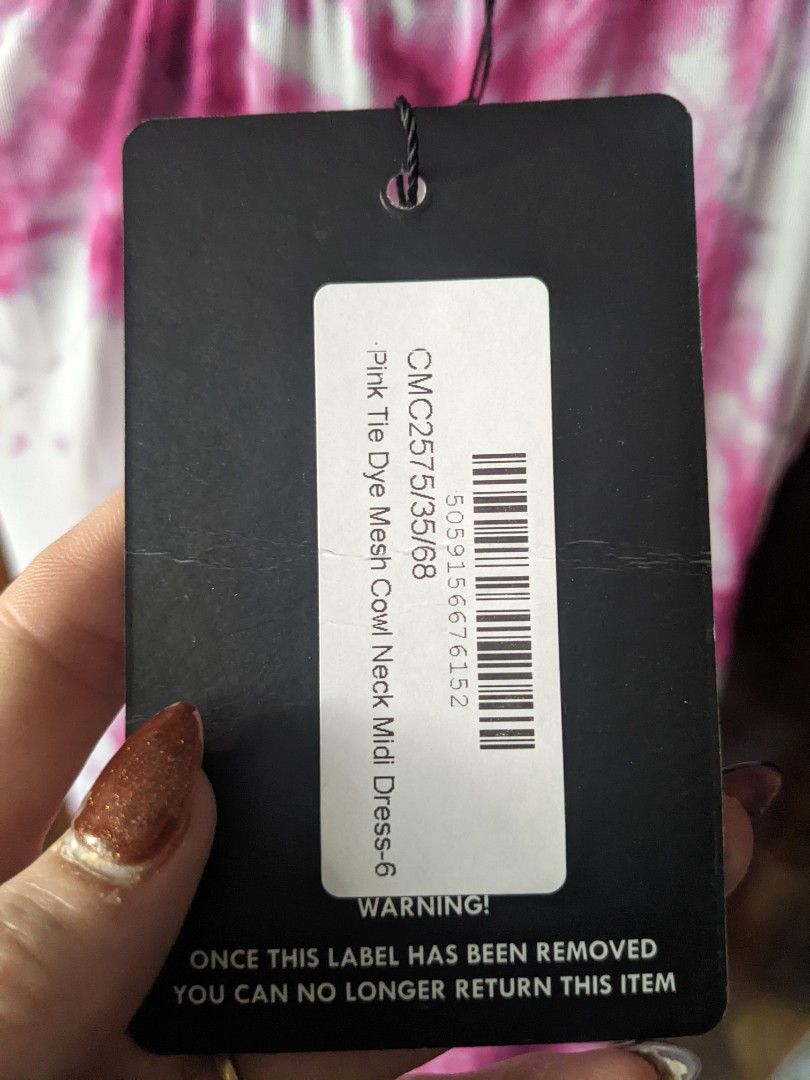 CMC2575/35/68
·Pink Tie Dye Mesh Cowl Neck Midi Dress-6
5059156676152
WARNING!
ONCE THIS LABEL HAS BEEN REMOVED
YOU CAN NO LONGER RETURN THIS ITEM